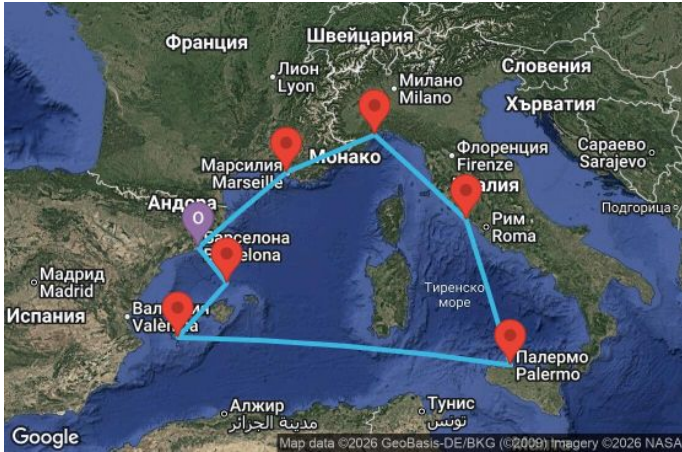 Франция
Швейцария
Лион
Lyon
Милано
Milano
Словения
Хърватия
Марсилия
Marseille
Монако
Флоренция
Firenze
Сараево
Sarajevo
Андора
Италия
Подгорица
O
Рим
Roma
Барселона
Barcelona
Мадрид
Madrid
Испания
València
Тиренско
море
Палермо
Palermo
Алжир
مدينة الجزائر
Тунис
تونس
Google
Map data ©2026 GeoBasis-DE/BKG (©2009) Imagery ©2026 NASA